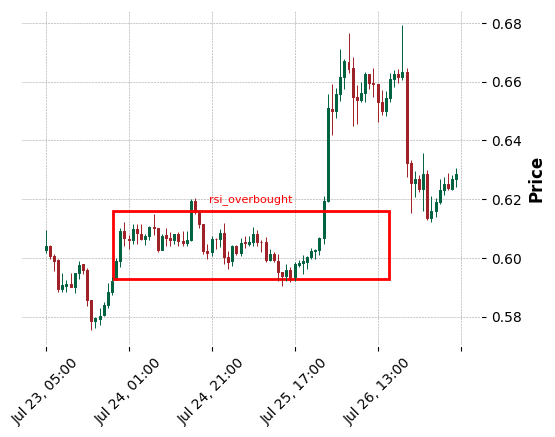 0.68
0.66
0.64
0.62
0.60
0.58
Price
rsi_overbought
Jul 23, 05:00
Jul 24, 01:00
Jul 24, 21:00
Jul 25, 17:00
Jul 26, 13:00